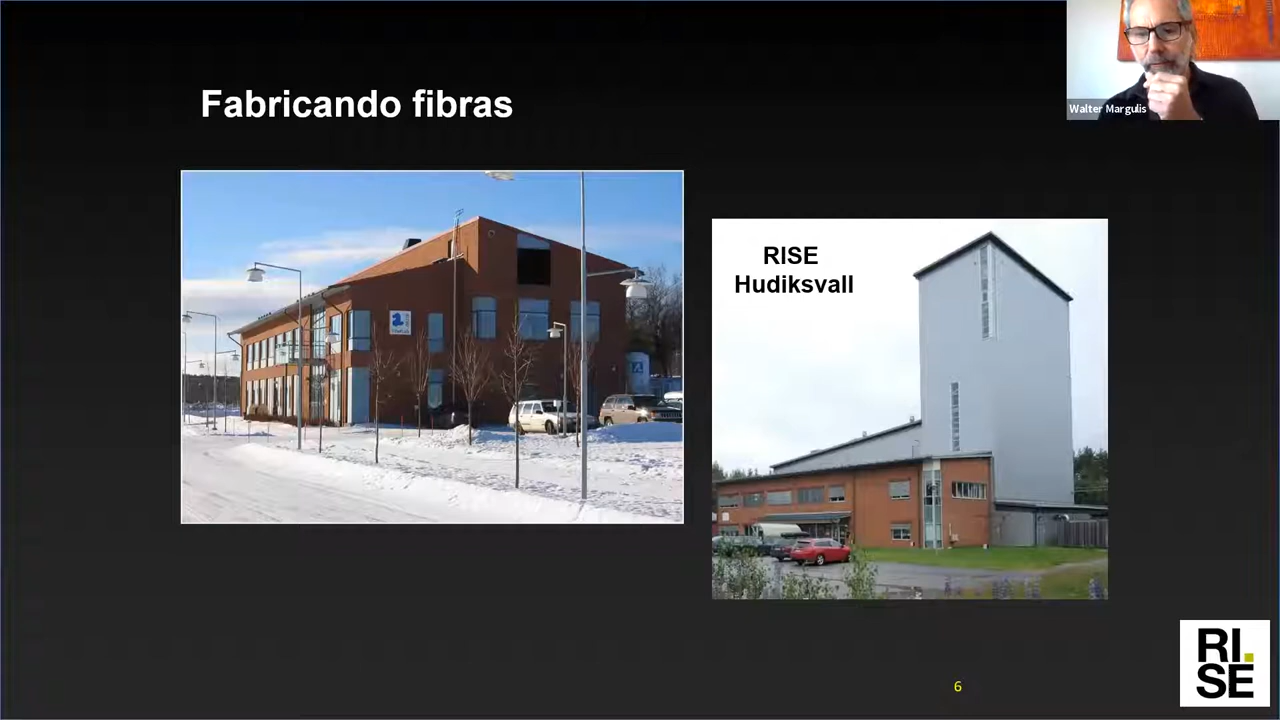 Fabricando fibras
Walter Margulis
RISE
Hudiksvall
6
RI.
SE